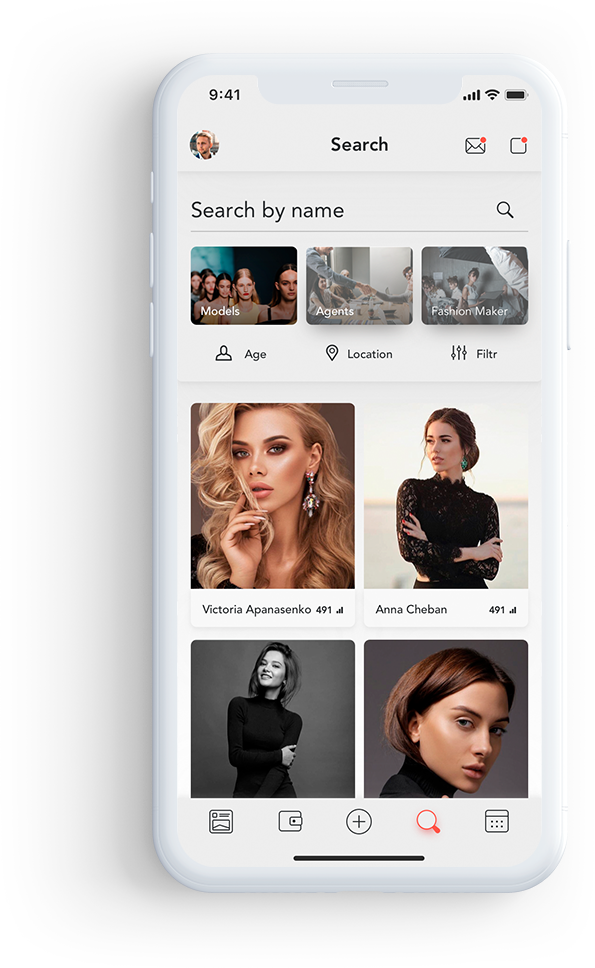 9:41
Search
Search by name
Models
Agents
Fashion Maker
Age
Location
Filtr
Victoria Apanasenko 491
Anna Cheban 491